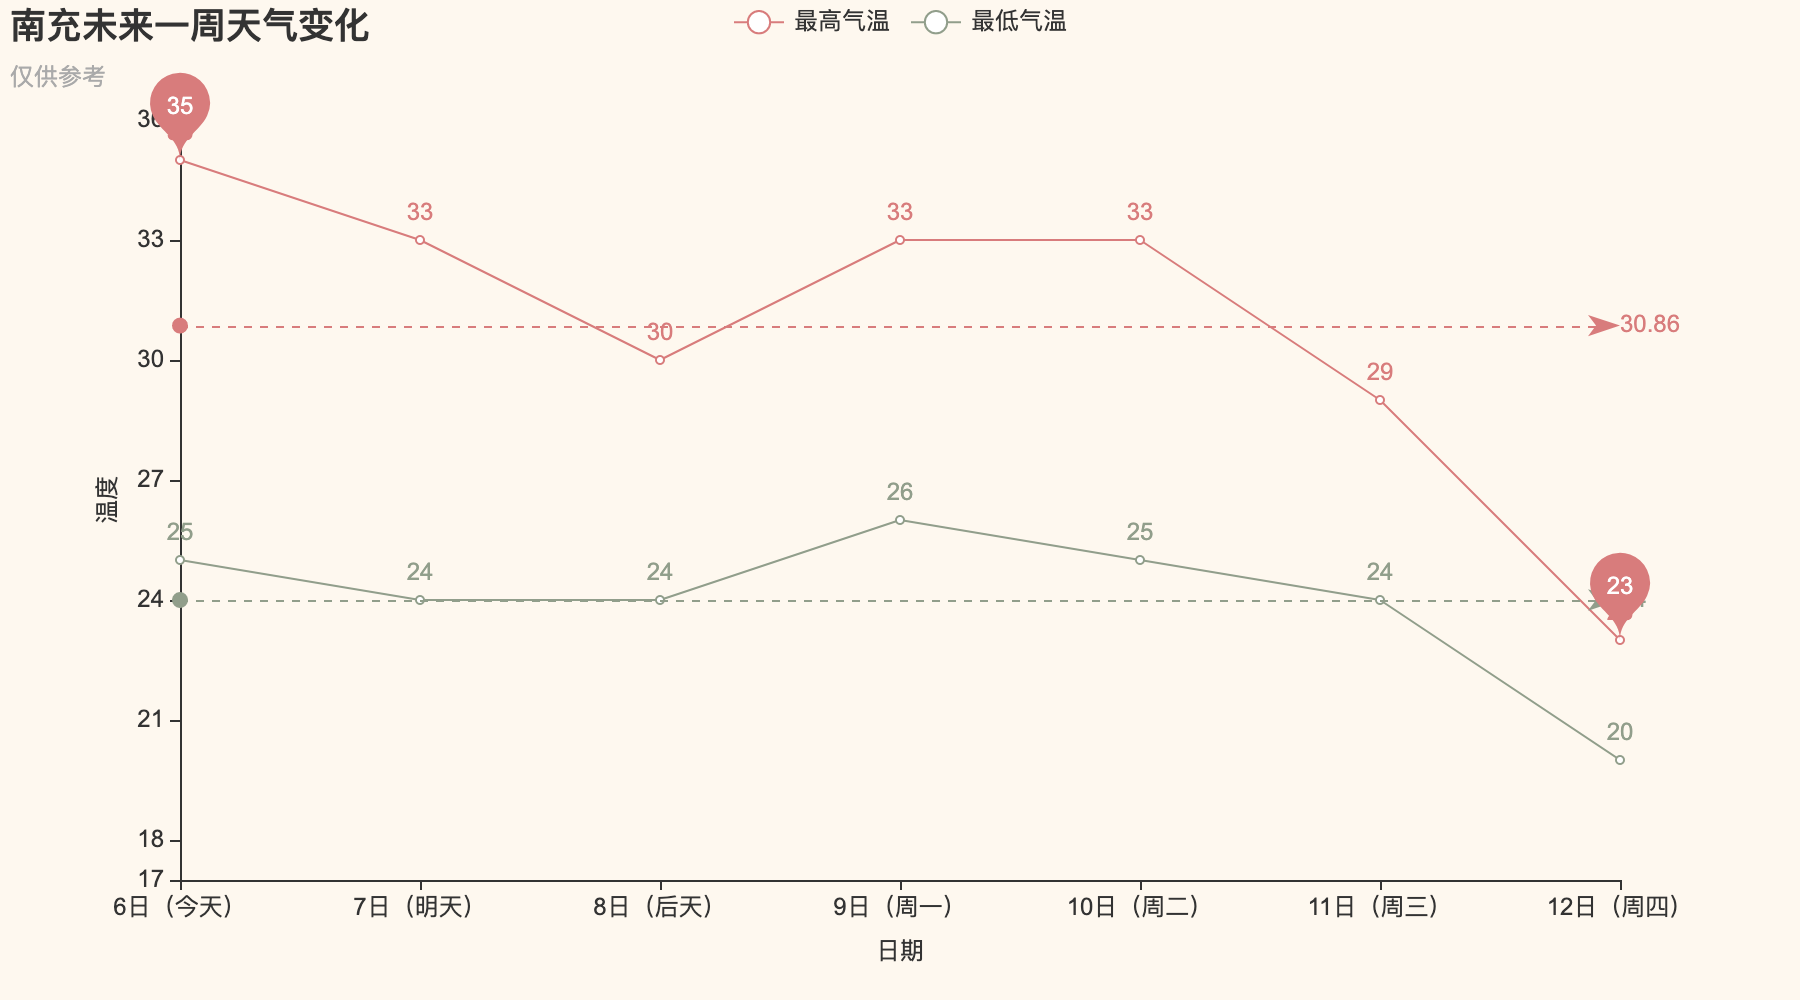 南充未来一周天气变化
仅供参考
最高气温
最低气温
35
33
30
33
33
29
23
30.86
25
24
24
26
25
24
20
36
33
30
27
24
21
18
17
温度
6日（今天）
7日（明天）
8日（后天）
9日（周一）
10日（周二）
11日（周三）
12日（周四）
日期